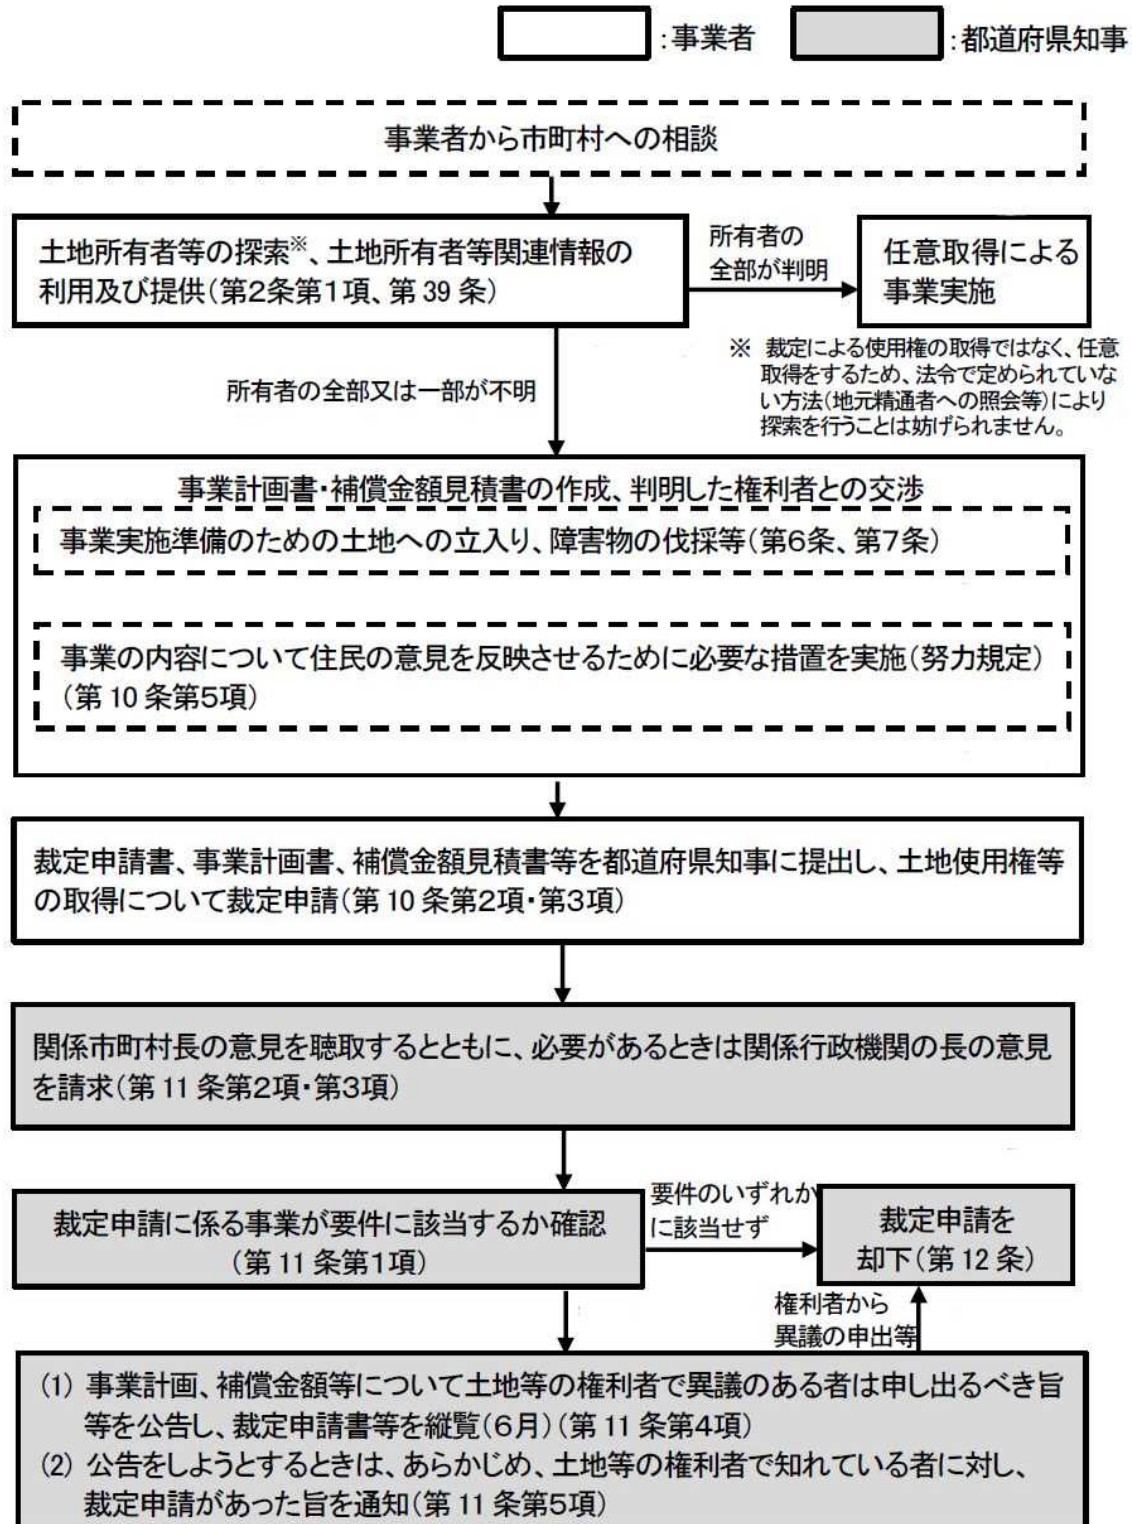 :事業者
:都道府県知事
事業者から市町村への相談
土地所有者等の探索※、土地所有者等関連情報の
利用及び提供(第2条第1項、第39条)
所有者の
全部が判明
任意取得による
事業実施
※ 裁定による使用権の取得ではなく、任意
取得をするため、法令で定められていな
い方法(地元精通者への照会等)により
探索を行うことは妨げられません。
所有者の全部又は一部が不明
事業計画書・補償金額見積書の作成、判明した権利者との交渉
事業実施準備のための土地への立入り、障害物の伐採等(第6条、第7条)
事業の内容について住民の意見を反映させるために必要な措置を実施(努力規定)
(第10条第5項)
裁定申請書、事業計画書、補償金額見積書等を都道府県知事に提出し、土地使用権等
の取得について裁定申請(第10条第2項・第3項)
関係市町村長の意見を聴取するとともに、必要があるときは関係行政機関の長の意見
を請求(第11条第2項・第3項)
裁定申請に係る事業が要件に該当するか確認
(第11条第1項)
要件のいずれか
に該当せず
裁定申請を
却下(第12条)
権利者から
異議の申出等
(1) 事業計画、補償金額等について土地等の権利者で異議のある者は申し出るべき旨
等を公告し、裁定申請書等を縦覧(6月)(第11条第4項)
(2) 公告をしようとするときは、あらかじめ、土地等の権利者で知れている者に対し、
裁定申請があった旨を通知(第11条第5項)